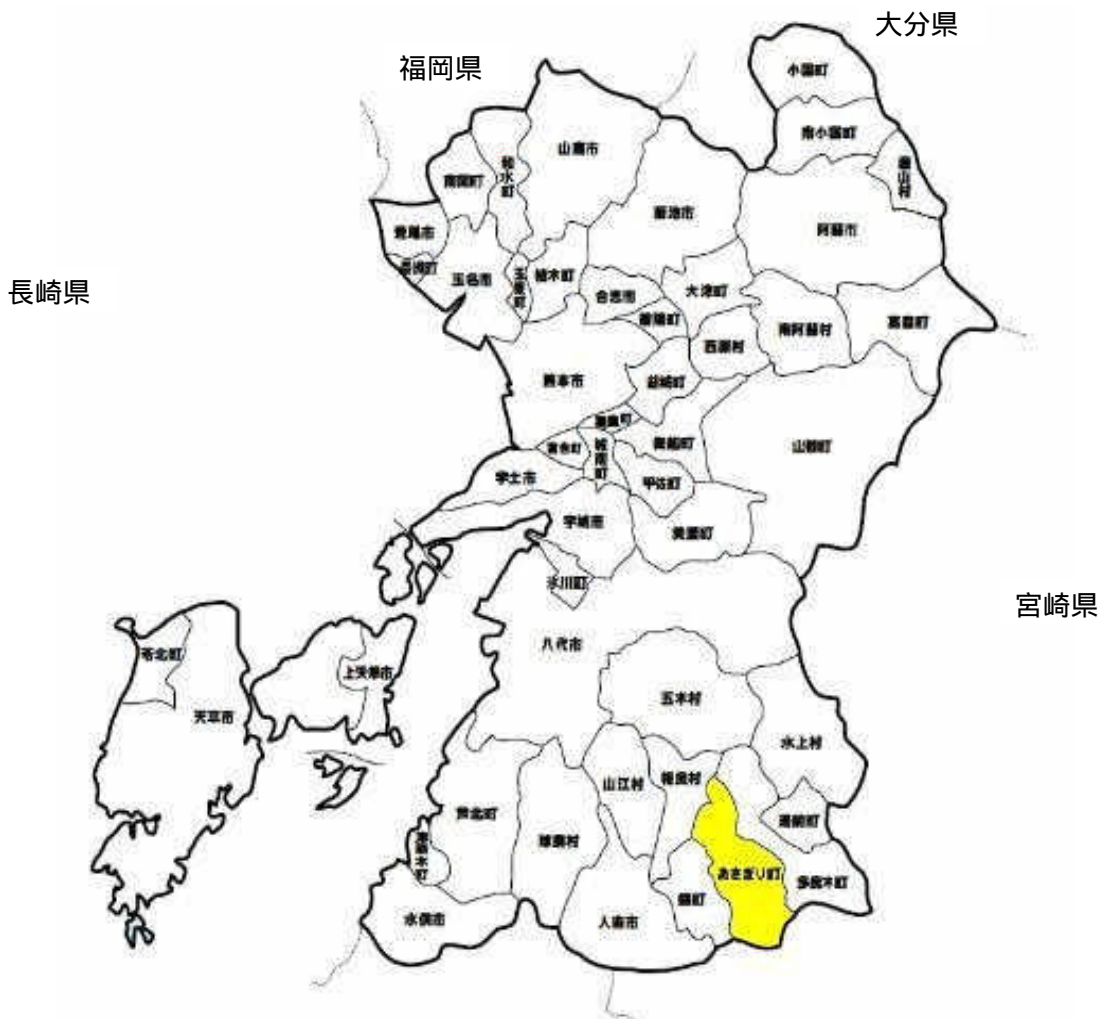 大分県
福岡県
小国町
南小国町
山鹿市
和水町
産山村
南関町
菊池市
荒尾市
阿蘇市
長洲町
玉名市
玉東町
植木町
長崎県
合志市
大津町
菊陽町
南阿蘇村
高森町
西原村
熊本市
益城町
嘉島町
富合町
城南町
御船町
山都町
宇土市
甲佐町
宇城市
美里町
氷川町
宮崎県
八代市
苓北町
上天草市
五木村
天草市
水上村
山江村
相良村
芦北町
湯前町
球磨村
津奈木町
あさぎり町
多良木町
錦町
水俣市
人吉市